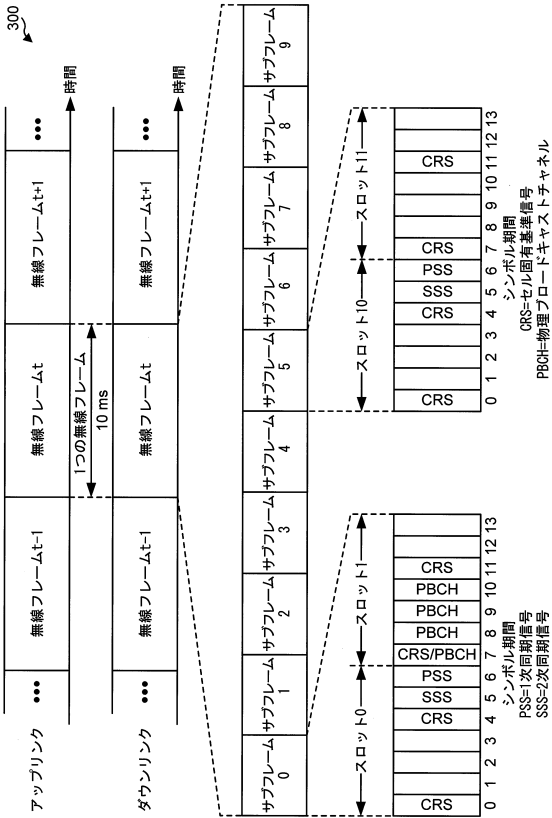 300
アップリンク
••• 無線フレームt−1 無線フレームt 無線フレームt+1 •••
時間
1つの無線フレーム
10 ms
ダウンリンク
••• 無線フレームt−1 無線フレームt 無線フレームt+1 •••
時間
サブフレーム サブフレーム サブフレーム サブフレーム サブフレーム サブフレーム サブフレーム サブフレーム サブフレーム サブフレーム
0 1 2 3 4 5 6 7 8 9
スロット0 スロット1
CRS CRS SSS PSS CRS/PBCH PBCH PBCH PBCH CRS
0 1 2 3 4 5 6 7 8 9 10 11 12 13
シンボル期間
PSS=1次同期信号
SSS=2次同期信号
スロット10 スロット11
CRS CRS SSS PSS CRS CRS
0 1 2 3 4 5 6 7 8 9 10 11 12 13
シンボル期間
CRS=セル固有基準信号
PBCH=物理ブロードキャストチャネル